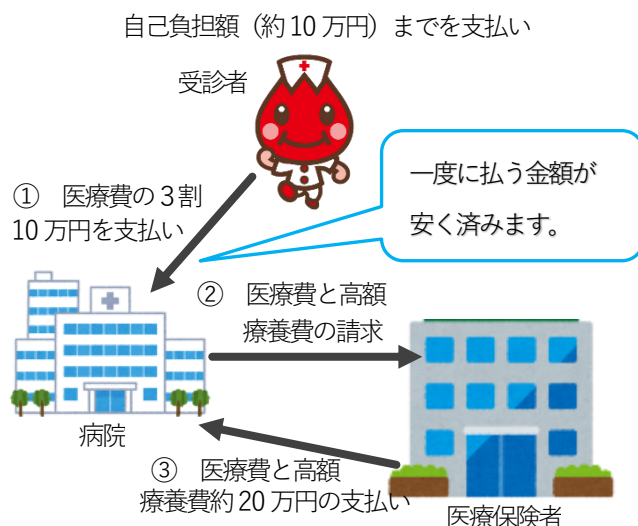 自己負担額（約10万円）までを支払い
受診者
一度に払う金額が
安く済みます。
①　医療費の3割
10万円を支払い
②　医療費と高額
療養費の請求
病院
③　医療費と高額
療養費約20万円の支払い
医療保険者